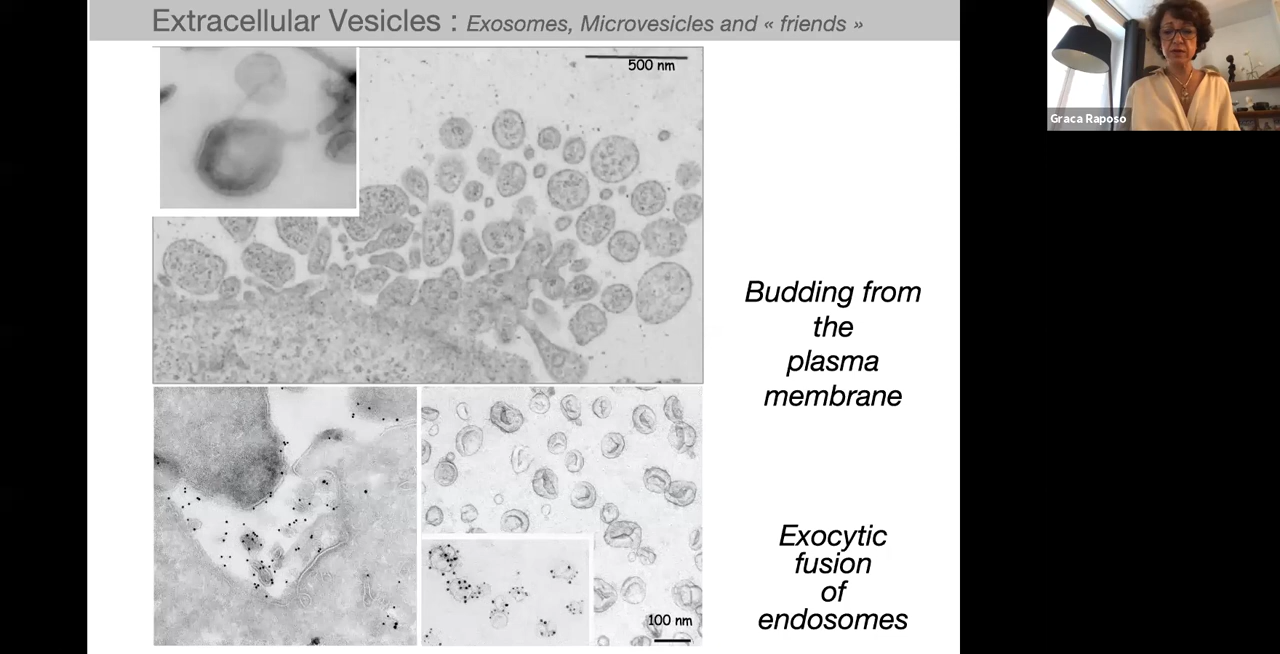 Extracellular Vesicles : Exosomes, Microvesicles and « friends »
500 nm
Graca Raposo
Budding from
the
plasma
membrane
Exocytic
fusion
of
endosomes
100 nm